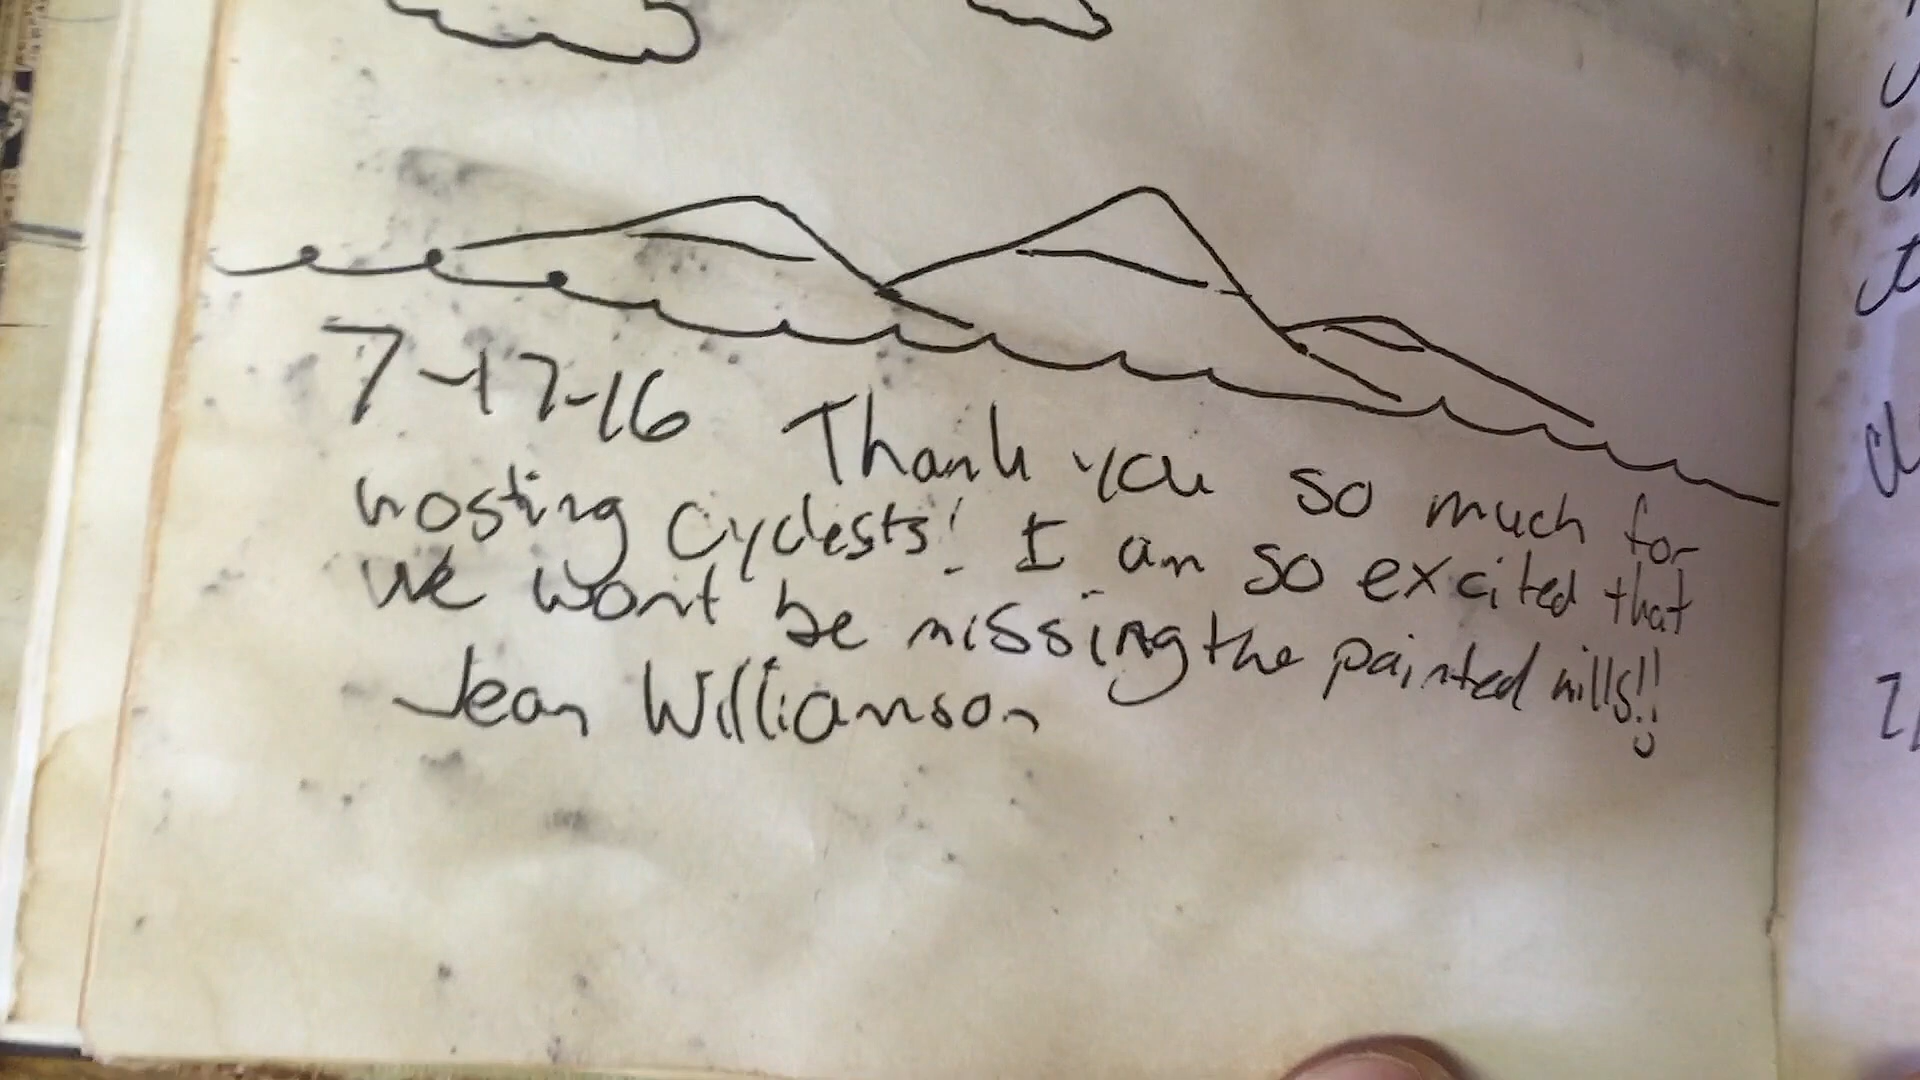 7-17-16 Thank you so much for
hosting Cyclests! I am so excited that
we wont be missing the painted hills!!
Jean Williamson